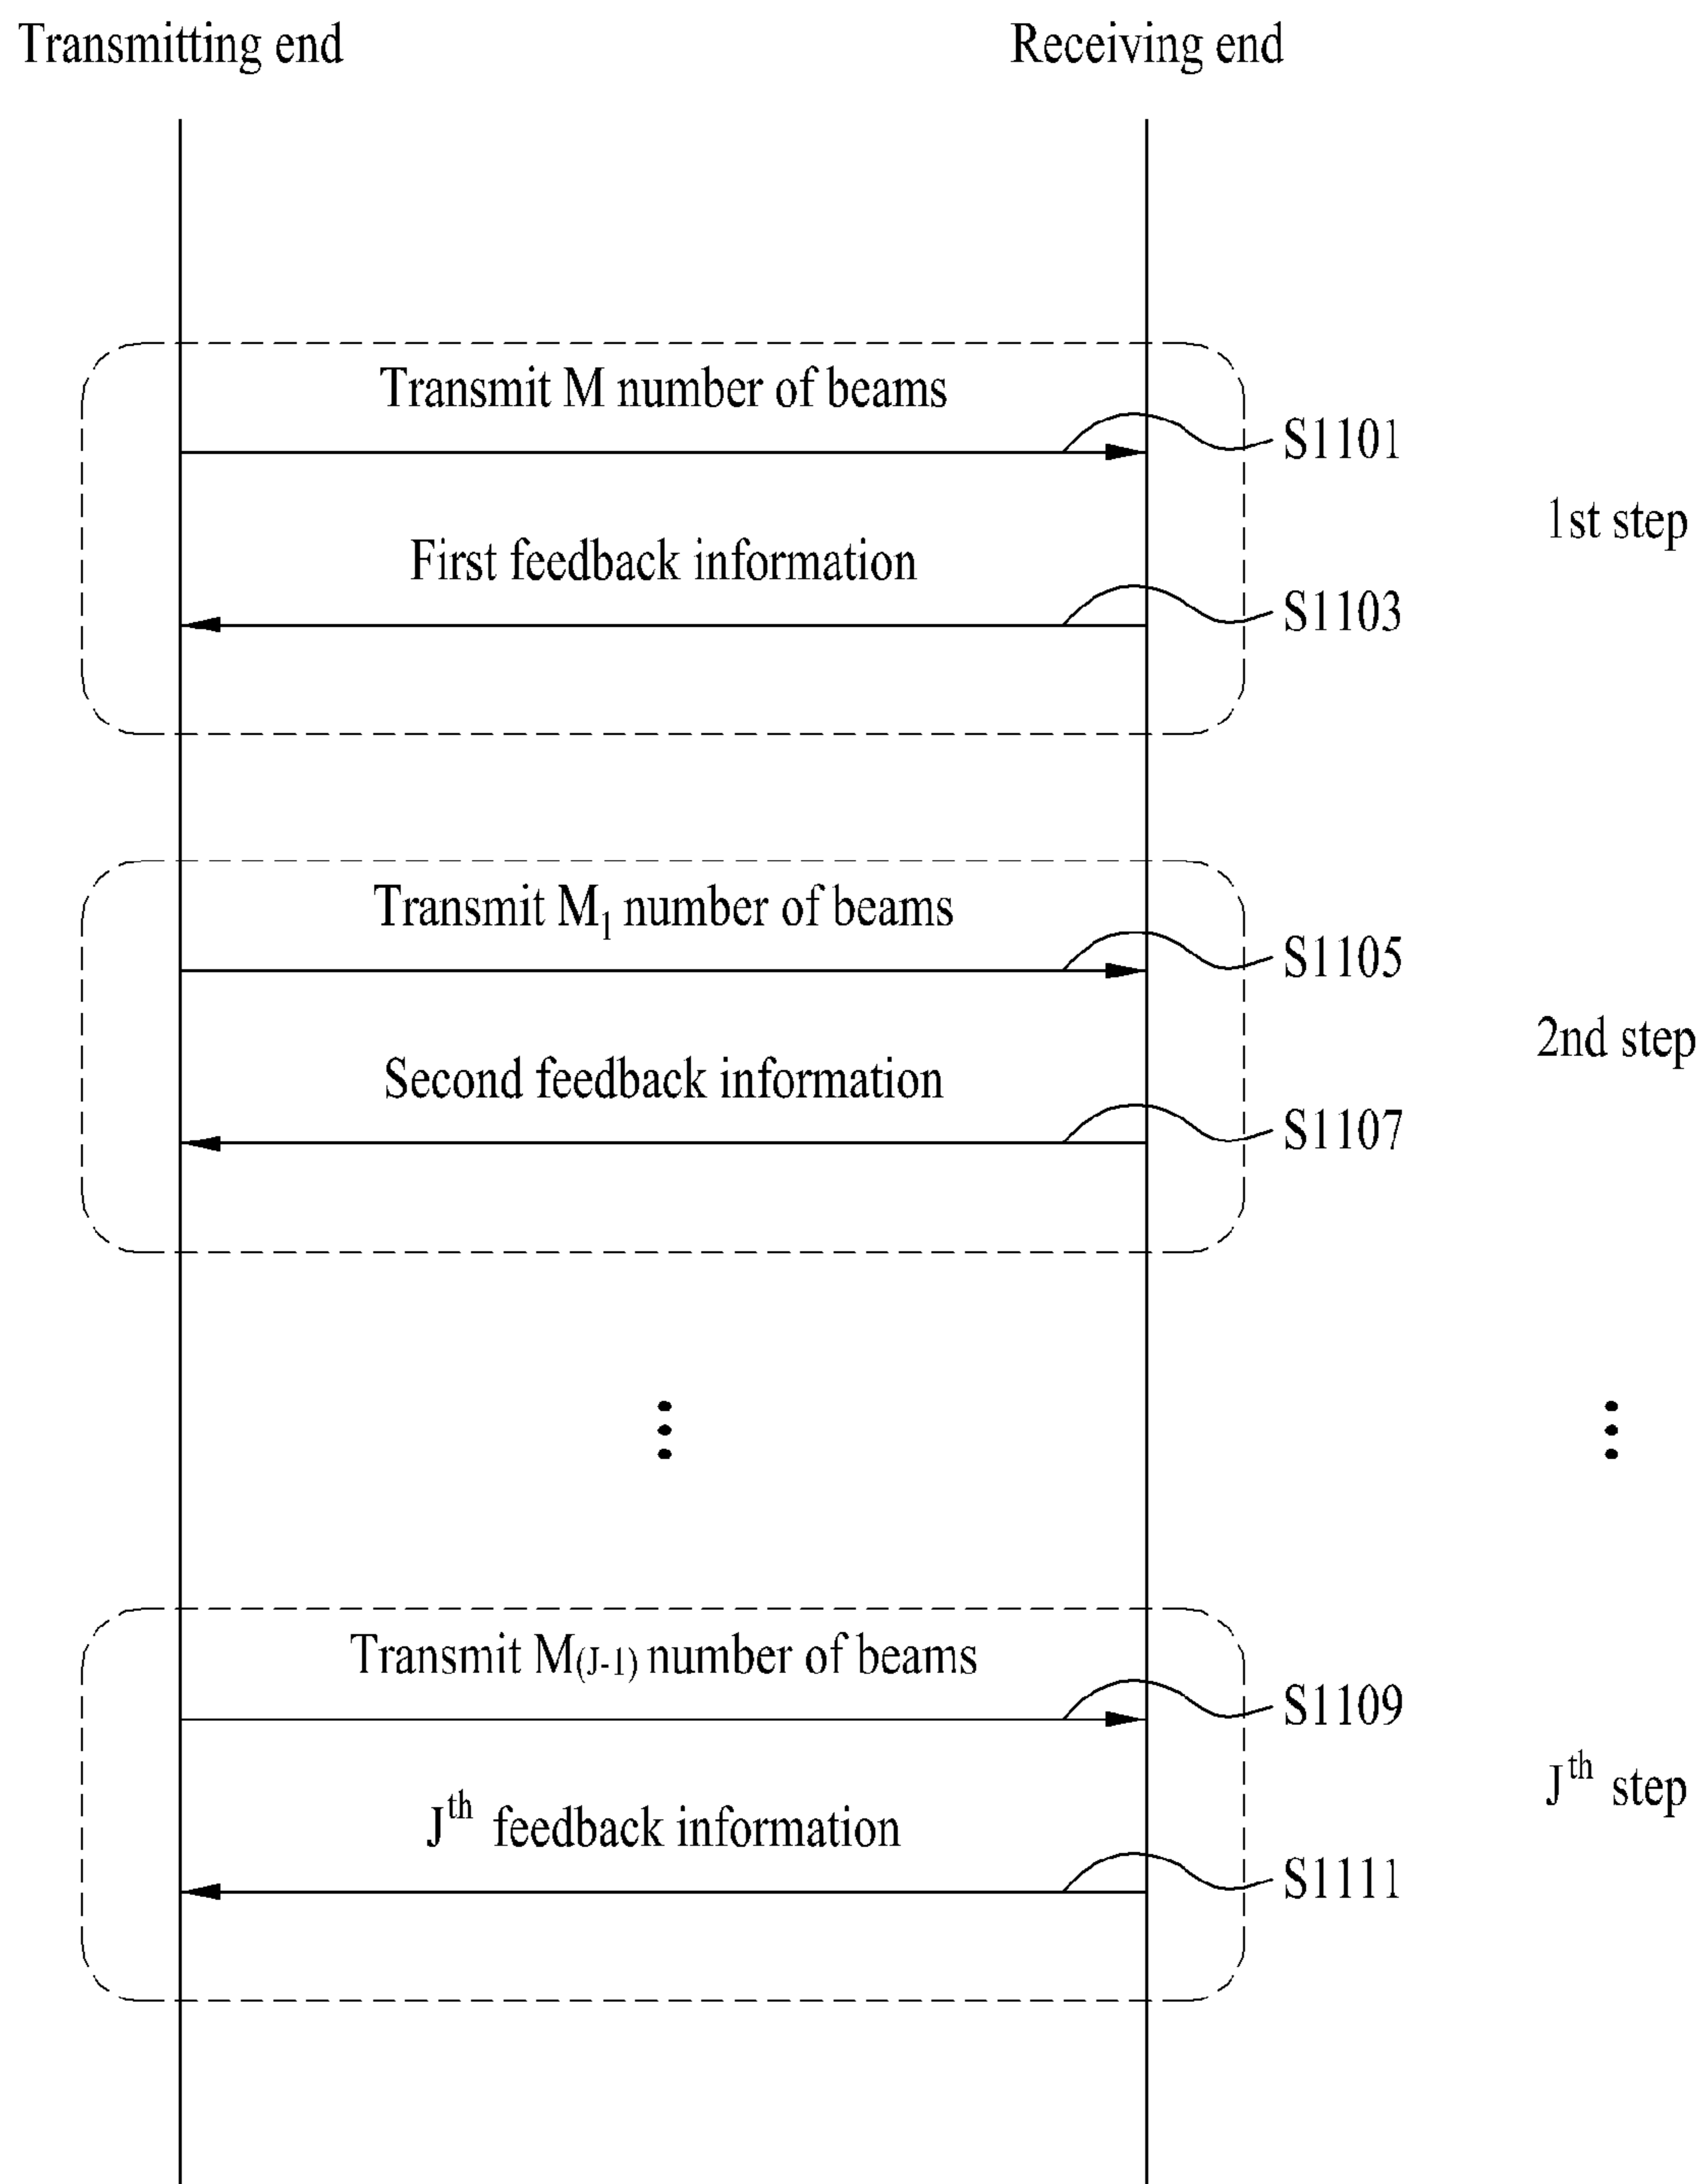 Transmitting end
Receiving end
Transmit M number of beams
S1101
1st step
First feedback information
S1103
Transmit M₁ number of beams
S1105
2nd step
Second feedback information
S1107
Transmit M(J-1) number of beams
S1109
Jth step
Jth feedback information
S1111